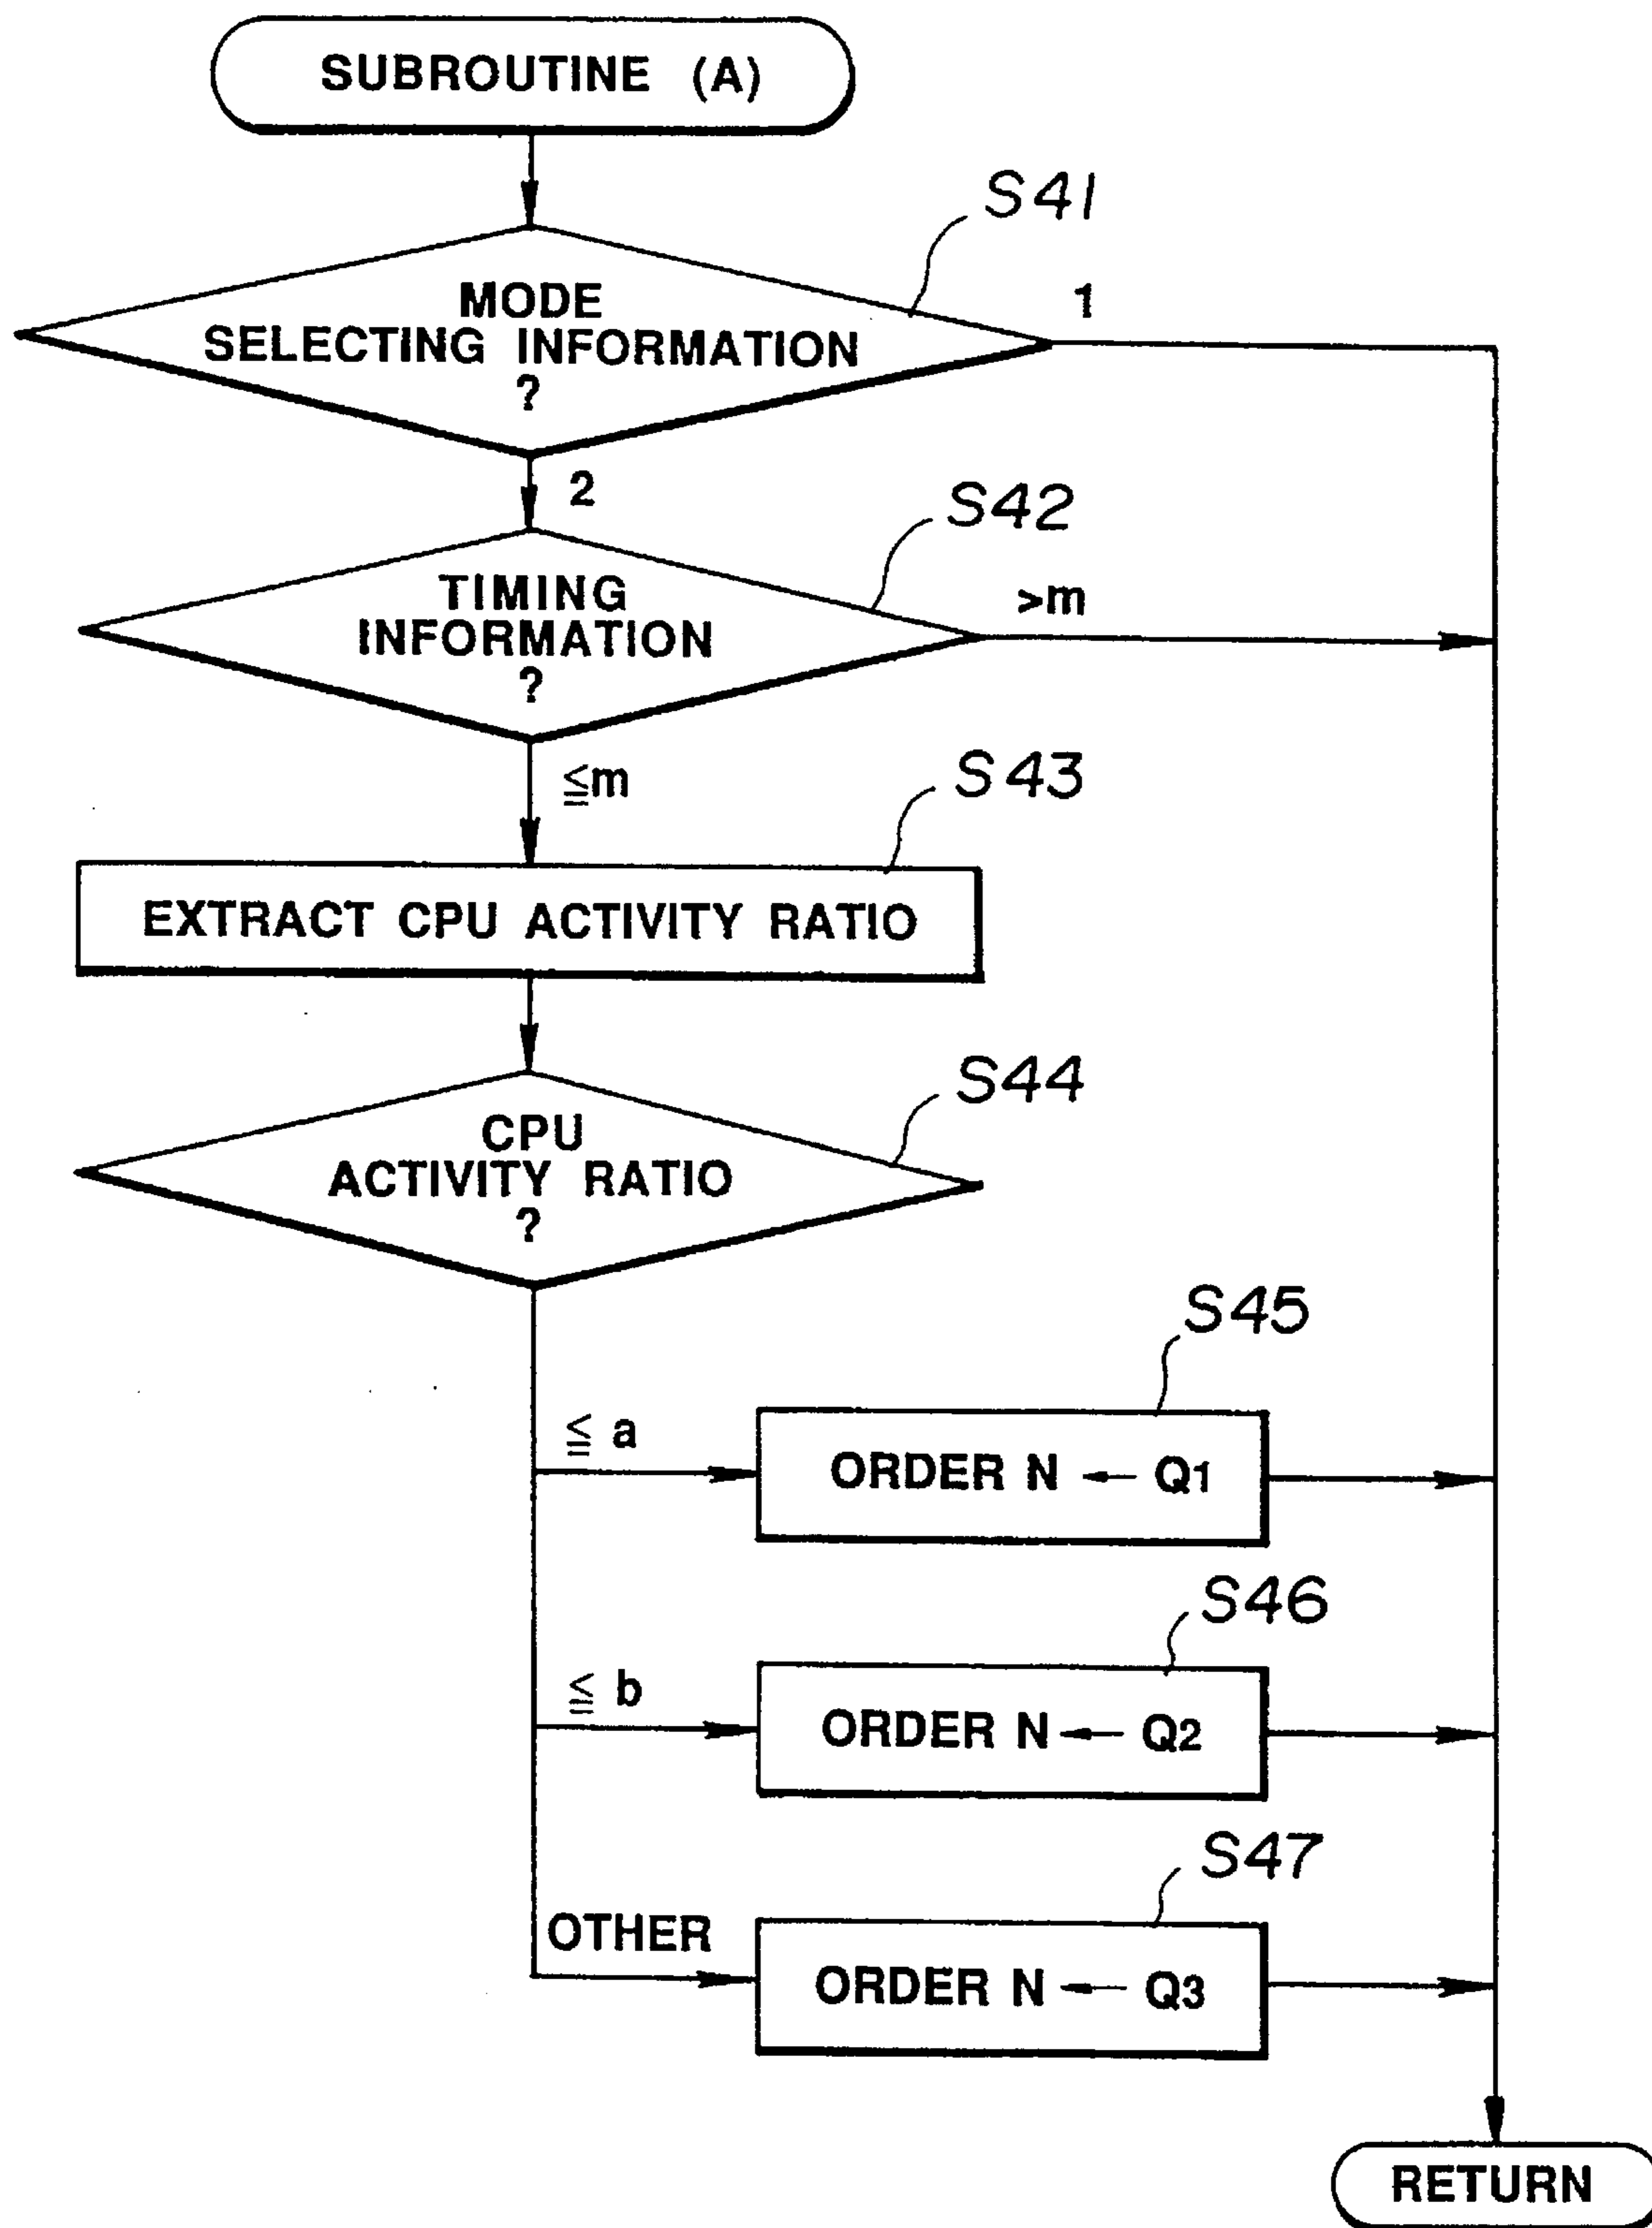 SUBROUTINE (A)
S41
MODE
SELECTING INFORMATION
?
1
2
S42
TIMING
INFORMATION
?
>m
≦m
S43
EXTRACT CPU ACTIVITY RATIO
S44
CPU
ACTIVITY RATIO
?
S45
≦ a
ORDER N ← Q1
S46
≦ b
ORDER N ← Q2
S47
OTHER
ORDER N ← Q3
RETURN